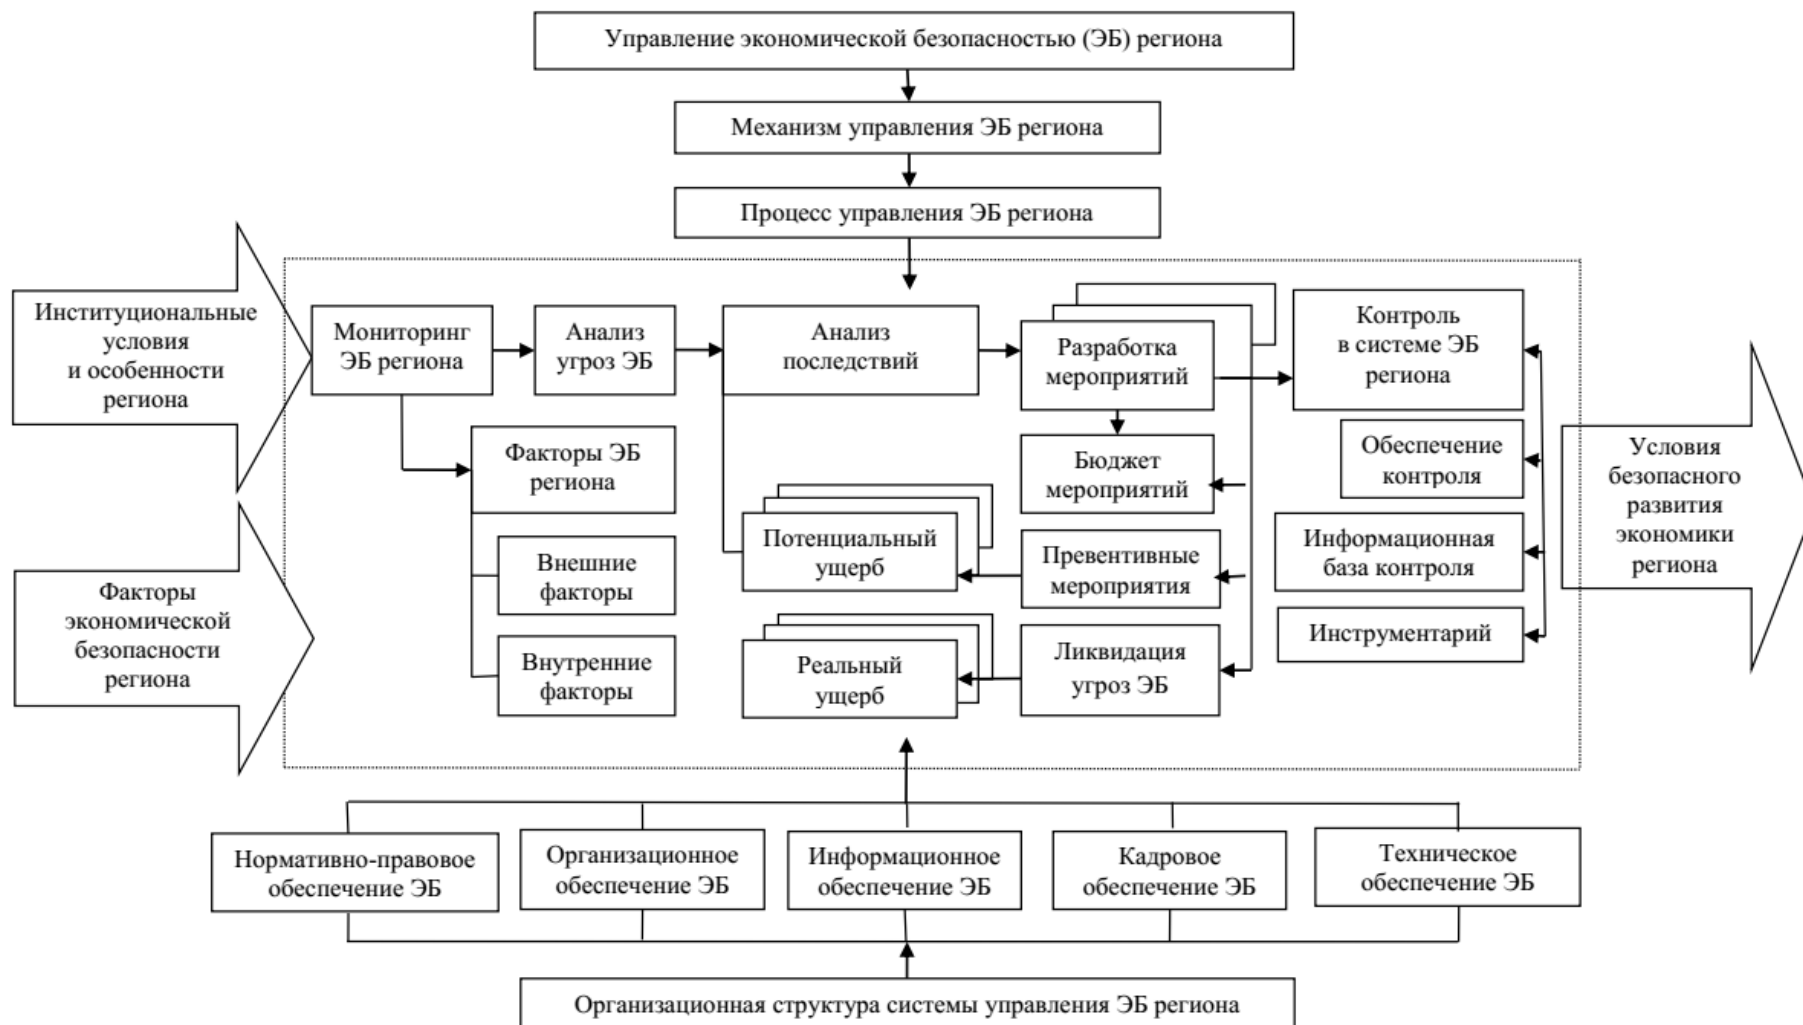 Управление экономической безопасностью (ЭБ) региона
Механизм управления ЭБ региона
Процесс управления ЭБ региона
Институциональные
условия
и особенности
региона
Факторы
экономической
безопасности
региона
Мониторинг
ЭБ региона
Анализ
угроз ЭБ
Анализ
последствий
Разработка
мероприятий
Контроль
в системе ЭБ
региона
Факторы ЭБ
региона
Внешние
факторы
Внутренние
факторы
Потенциальный
ущерб
Реальный
ущерб
Бюджет
мероприятий
Превентивные
мероприятия
Ликвидация
угроз ЭБ
Обеспечение
контроля
Информационная
база контроля
Инструментарий
Условия
безопасного
развития
экономики
региона
Нормативно-правовое
обеспечение ЭБ
Организационное
обеспечение ЭБ
Информационное
обеспечение ЭБ
Кадровое
обеспечение ЭБ
Техническое
обеспечение ЭБ
Организационная структура системы управления ЭБ региона